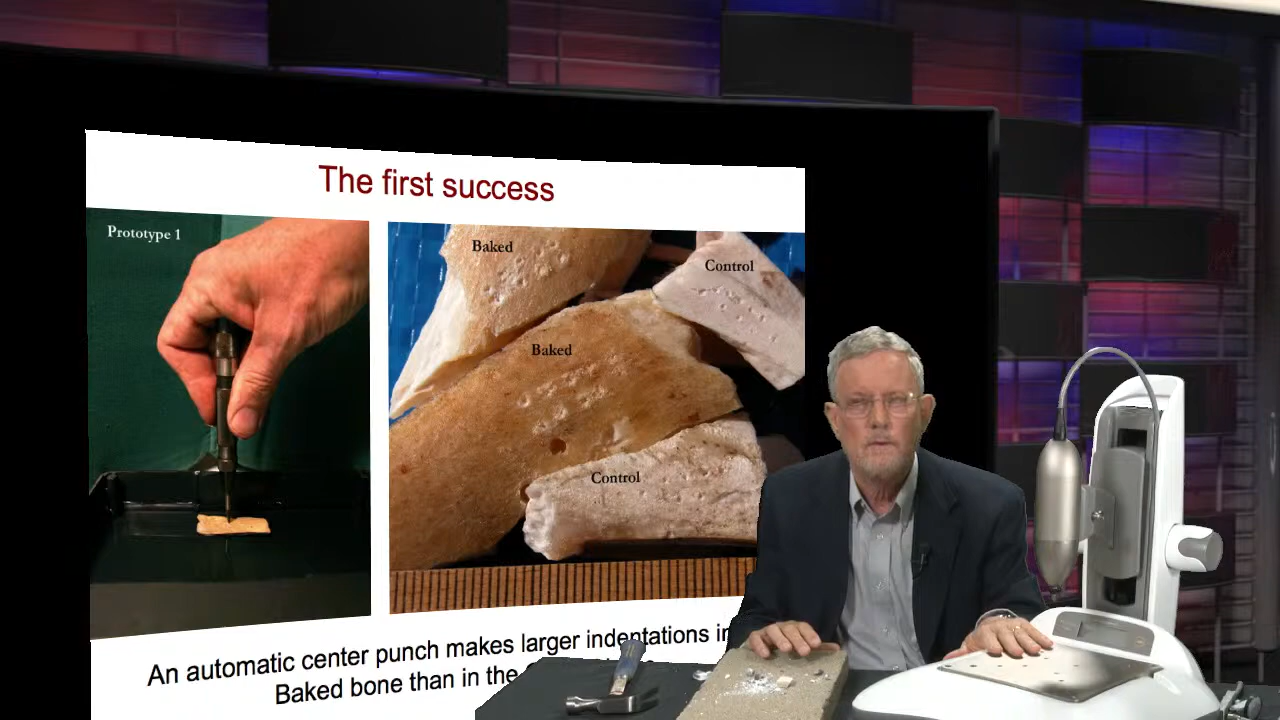 The first success
Prototype 1
Baked
Control
Baked
Control
An automatic center punch makes larger indentations in
Baked bone than in the